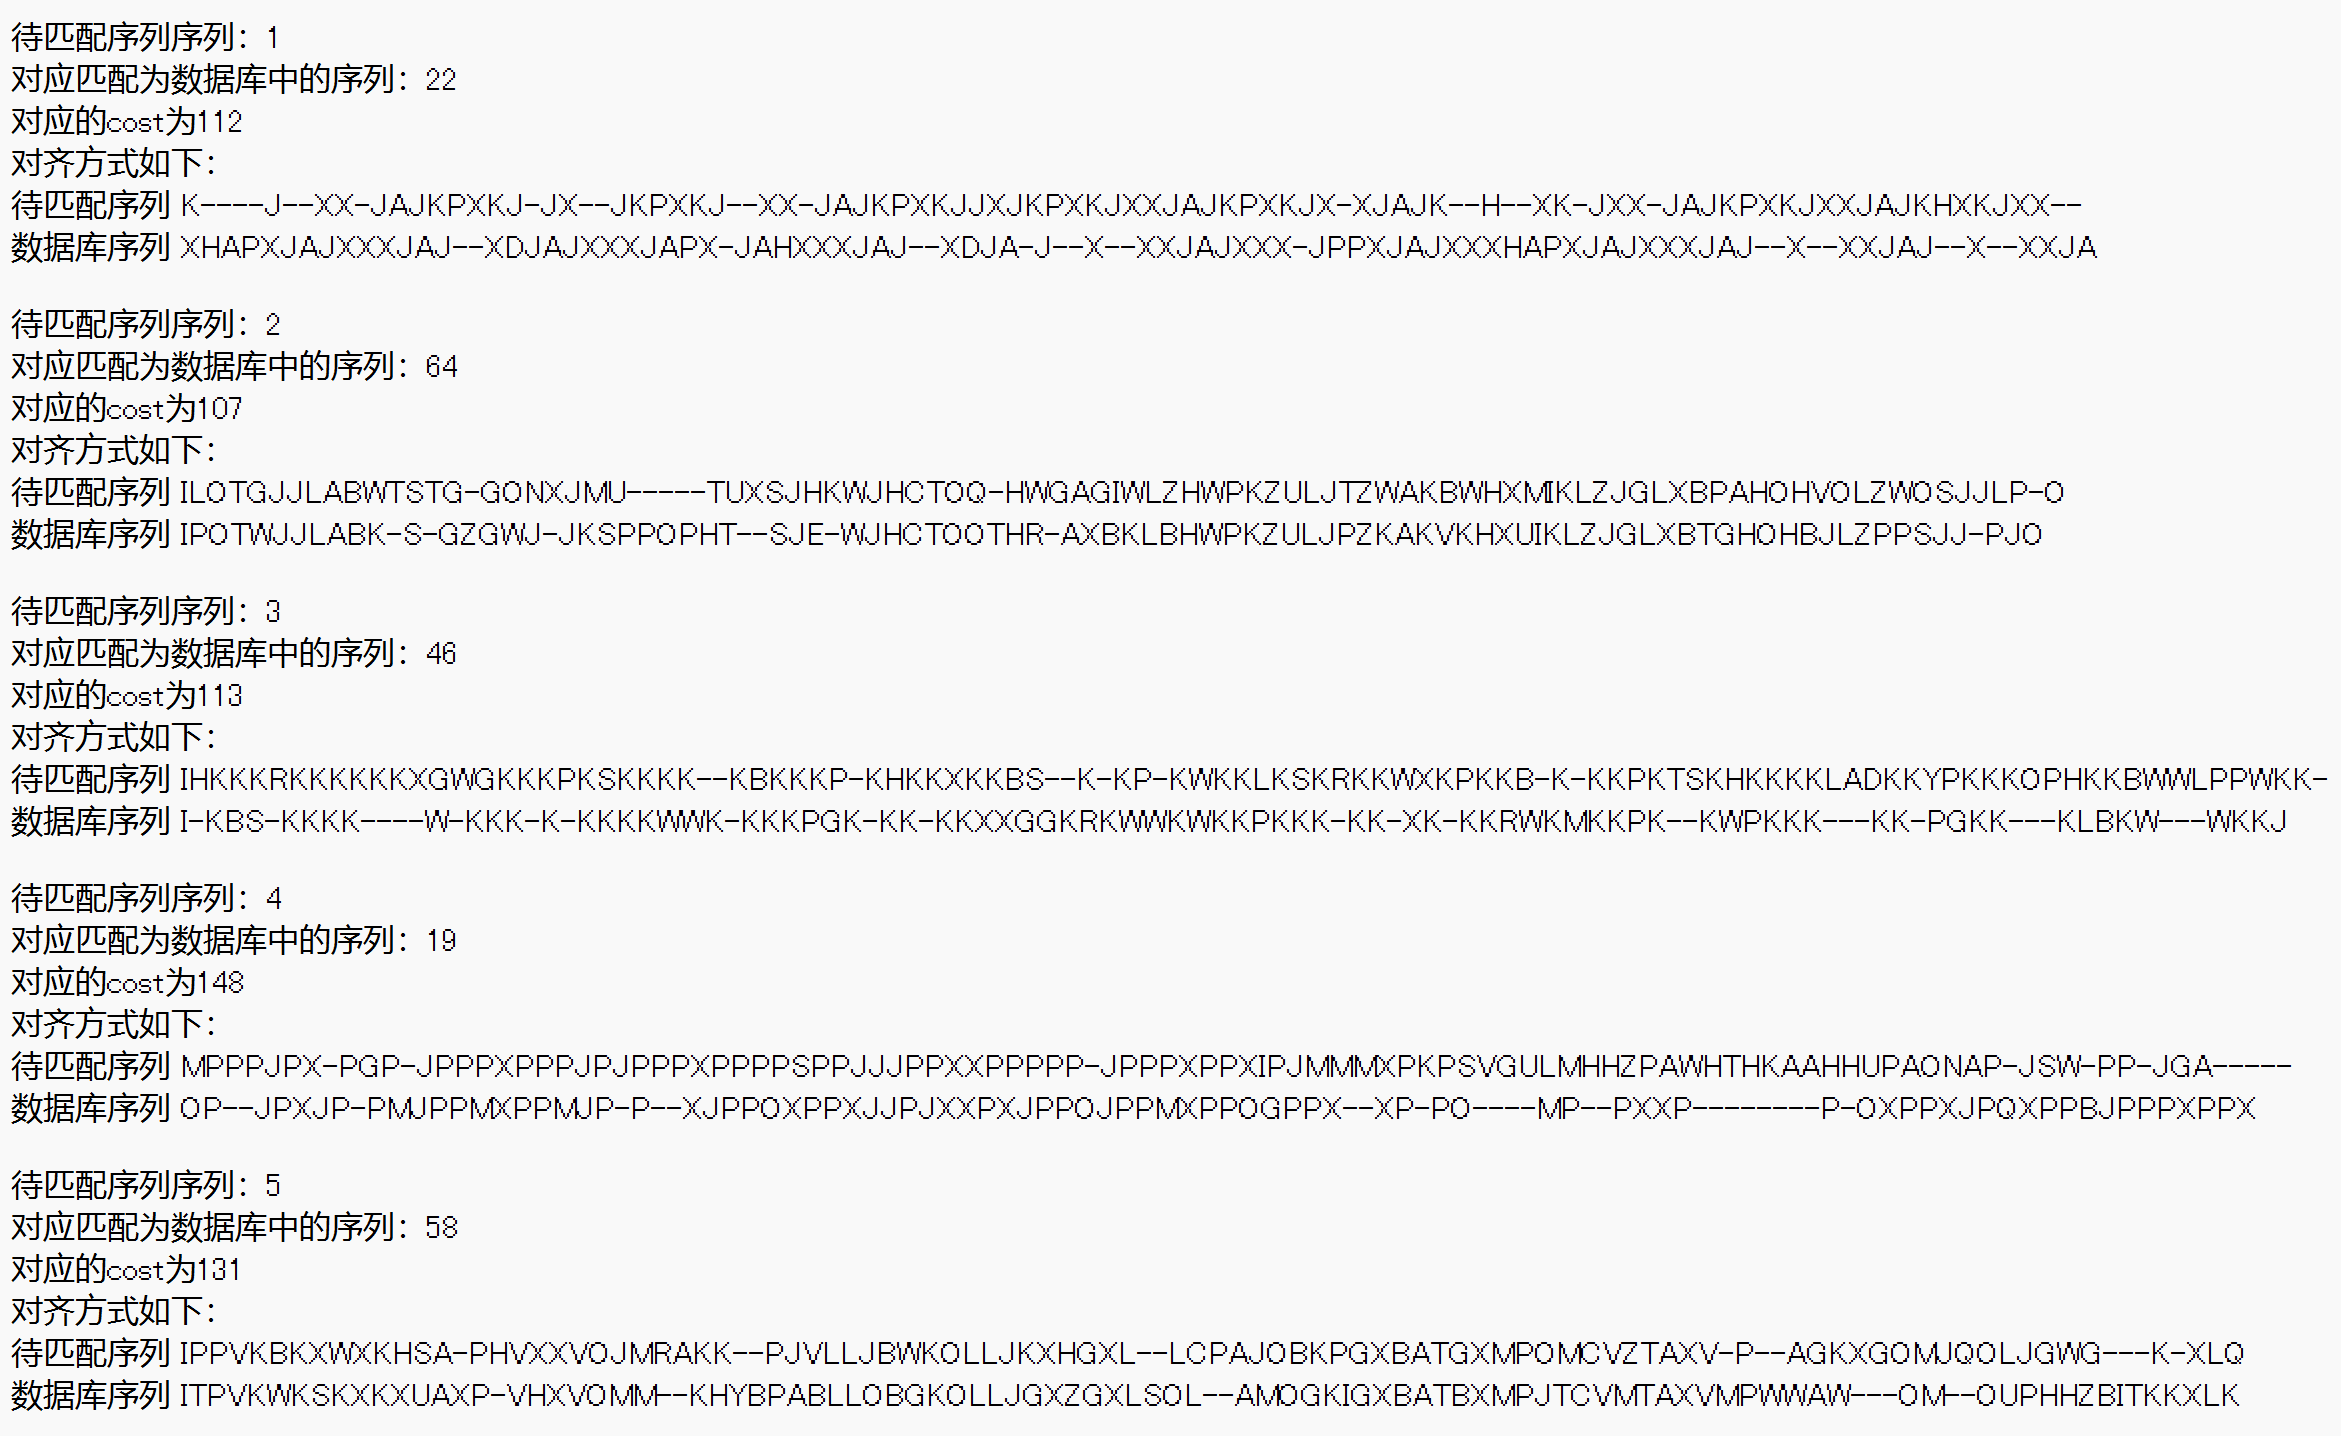 待匹配序列序列：1
对应匹配为数据库中的序列：22
对应的cost为112
对齐方式如下：
待匹配序列 K----J--XX-JAJKPXKJ-JX--JKPXKJ--XX-JAJKPXKJJXJKPXKJXXJAJKPXKJX-XJAJK--H--XK-JXX-JAJKPXKJXXJAJKHXKJXX--
数据库序列 XHAPXJAJXXXJAJ--XDJAJXXXJAPX-JAHXXXJAJ--XDJA-J--X--XXJAJXXX-JPPXJAJXXXHAPXJAJXXXJAJ--X--XXJAJ--X--XXJA

待匹配序列序列：2
对应匹配为数据库中的序列：64
对应的cost为107
对齐方式如下：
待匹配序列 ILOTGJJLABWTSTG-GONXJMU-----TUXSJHKWJHCTOQ-HWGAGIWLZHWPKZULJTZWAKBWHXMIKLZJGLXBPAHOHVOLZWOSJJLP-O
数据库序列 IPOTWJJLABK-S-GZGWJ-JKSPPOPHT--SJE-WJHCTOOTHR-AXBKLBHWPKZULJPZKAKVKHXUIKLZJGLXBTGHOHBJLZPPSJJ-PJO

待匹配序列序列：3
对应匹配为数据库中的序列：46
对应的cost为113
对齐方式如下：
待匹配序列 IHKKKRKKKKKKXGWGKKKPKSKKKK--KBKKKP-KHKKXKKBS--K-KP-KWKKLKSKRKKWXKPKKB-K-KKPKTSKHKKKKLADKKYPKKKOPHKKBWWLPPWKK-
数据库序列 I-KBS-KKKK----W-KKK-K-KKKKWWK-KKKPGK-KK-KKXXGGKRKWWKWKKPKKK-KK-XK-KKRWKMKKPK--KWPKKK---KK-PGKK---KLBKW---WKKJ

待匹配序列序列：4
对应匹配为数据库中的序列：19
对应的cost为148
对齐方式如下：
待匹配序列 MPPPJPX-PGP-JPPPXPPPJPJPPPXPPPPSPPJJJPPXXPPPPP-JPPPXPPXIPJMMMXPKPSVGULMHHZPAWHTHKAAHHUPAONAP-JSW-PP-JGA-----
数据库序列 OP--JPXJP-PMJPPMXPPMJP-P--XJPPOXPPXJJPJXXPXJPPOJPPMXPPOGPPX--XP-PO----MP--PXXP--------P-OXPPXJPQXPPBJPPPXPPX

待匹配序列序列：5
对应匹配为数据库中的序列：58
对应的cost为131
对齐方式如下：
待匹配序列 IPPVKBKXWXKHSA-PHVXXVOJMRAKK--PJVLLJBWKOLLJKXHGXL--LCPAJOBKPGXBATGXMPOMCVZTAXV-P--AGKXGOMJQOLJGWG---K-XLQ
数据库序列 ITPVKWKSKXKXUAXP-VHXVOMM--KHYBPABLLOBGKOLLJGXZGXLSOL--AMOGKIGXBATBXMPJTCVMTAXVMPWWAW---OM--OUPHHZBITKKXLK